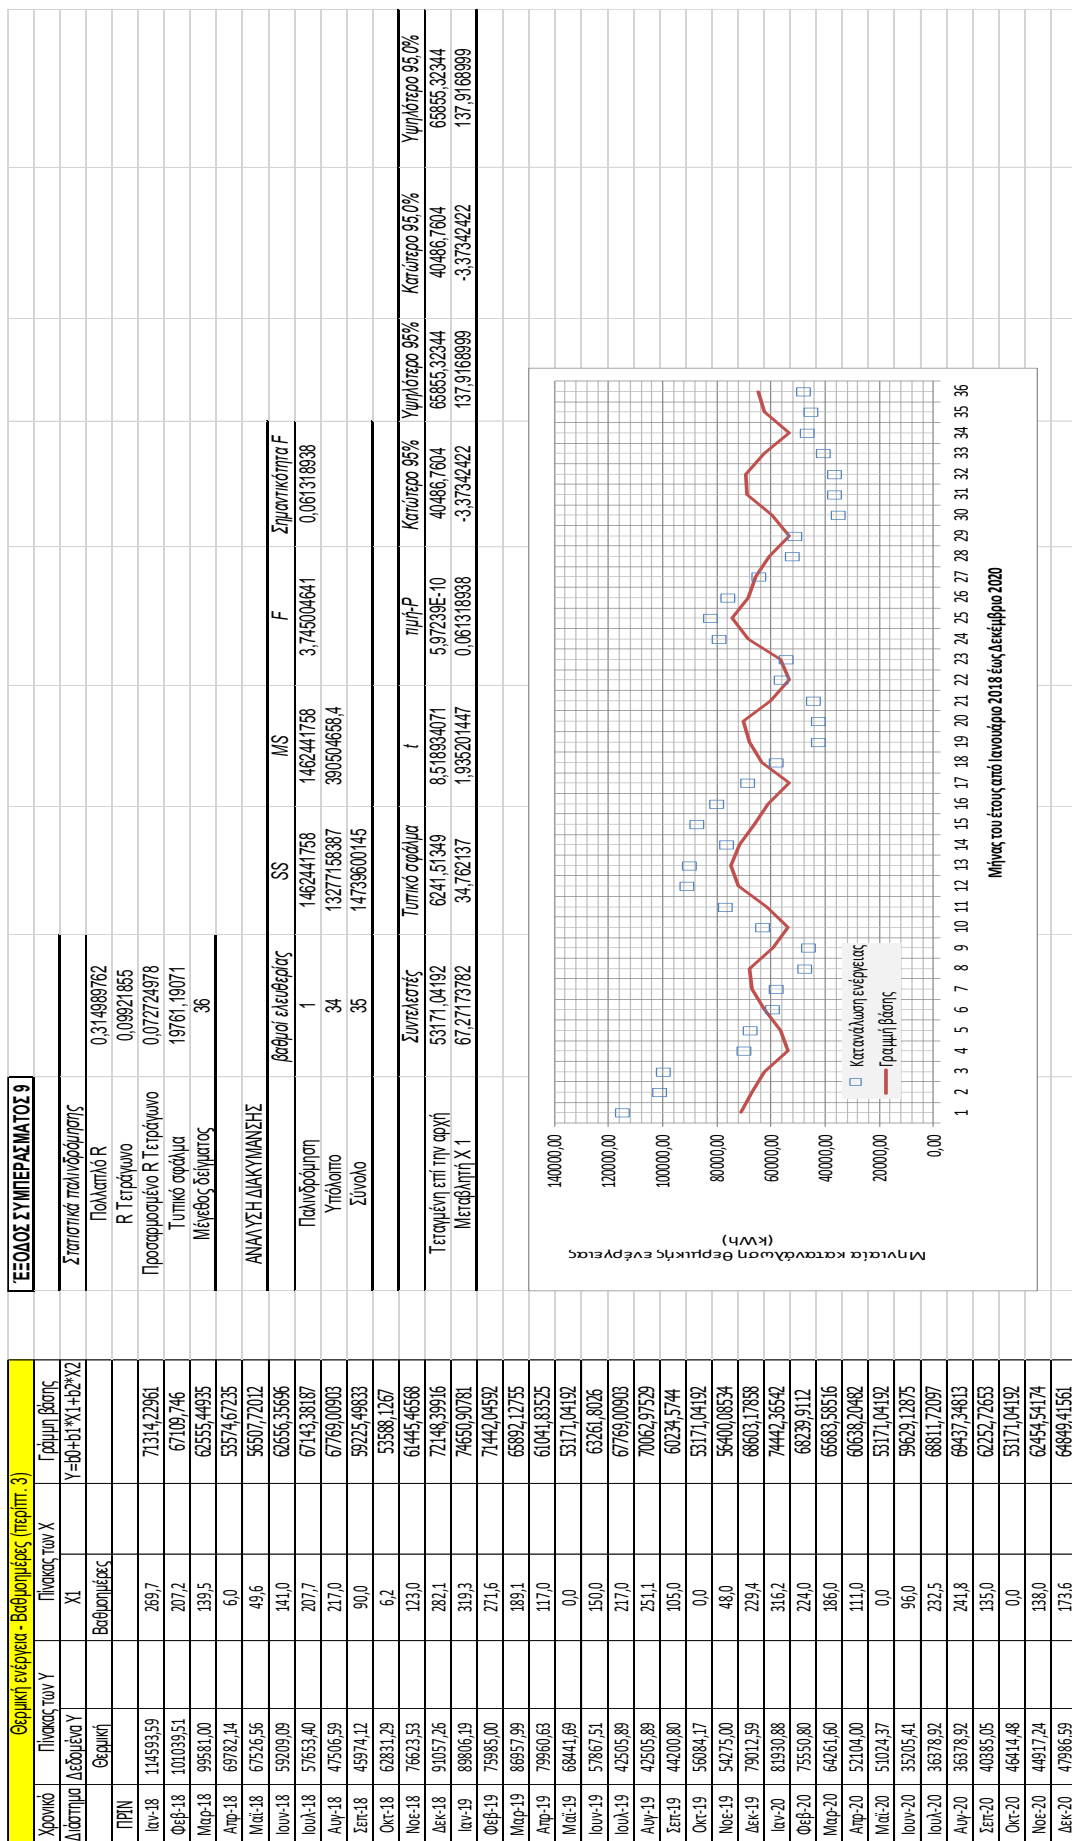 Θερμική ενέργεια - Βαθμοημέρες (περίπτ. 3)
Χρονικό Πίνακας των Y Πίνακας των X Γράμμη βάσης
Διάστημα Δεδομένα Y X1 Y=b0+b1*X1+b2*X2
Θερμική Βαθμοημέρες
ΠΡΙΝ
Ιαν-18 114593,59 269,7 71314,22961
Φεβ-18 101039,51 207,2 67109,746
Μαρ-18 99581,00 139,5 62555,44935
Απρ-18 69782,14 6,0 53574,67235
Μαϊ-18 67526,56 49,6 56507,72012
Ιουν-18 59209,09 141,0 62656,35696
Ιουλ-18 57653,40 207,7 67143,38187
Αυγ-18 47506,59 217,0 67769,00903
Σεπ-18 45974,12 90,0 59225,49833
Οκτ-18 62831,29 6,2 53588,1267
Νοε-18 76623,53 123,0 61445,46568
Δεκ-18 91057,26 282,1 72148,39916
Ιαν-19 89806,19 319,3 74650,90781
Φεβ-19 75985,00 271,6 71442,04592
Μαρ-19 86957,99 189,1 65892,12755
Απρ-19 79960,63 117,0 61041,83525
Μαϊ-19 68441,69 0,0 53171,04192
Ιουν-19 57867,51 150,0 63261,8026
Ιουλ-19 42505,89 217,0 67769,00903
Αυγ-19 42505,89 251,1 70062,97529
Σεπ-19 44200,80 105,0 60234,5744
Οκτ-19 56084,17 0,0 53171,04192
Νοε-19 54275,00 48,0 56400,08534
Δεκ-19 79012,59 229,4 68603,17858
Ιαν-20 81930,88 316,2 74442,36542
Φεβ-20 75550,80 224,0 68239,9112
Μαρ-20 64261,60 186,0 65683,58516
Απρ-20 52104,00 111,0 60638,20482
Μαϊ-20 51024,37 0,0 53171,04192
Ιουν-20 35205,41 96,0 59629,12875
Ιουλ-20 36378,92 232,5 68811,72097
Αυγ-20 36378,92 241,8 69437,34813
Σεπ-20 40385,05 135,0 62252,72653
Οκτ-20 46414,48 0,0 53171,04192
Νοε-20 44917,24 138,0 62454,54174
Δεκ-20 47986,59 173,6 64849,41561
ΈΞΟΔΟΣ ΣΥΜΠΕΡΑΣΜΑΤΟΣ 9
Στατιστικά παλινδρόμησης
Πολλαπλό R 0,314989762
R Τετράγωνο 0,09921855
Προσαρμοσμένο R Τετράγωνο 0,072724978
Τυπικό σφάλμα 19761,19071
Μέγεθος δείγματος 36
ΑΝΑΛΥΣΗ ΔΙΑΚΥΜΑΝΣΗΣ
βαθμοί ελευθερίας SS MS F Σημαντικότητα F
Παλινδρόμηση 1 1462441758 1462441758 3,745004641 0,061318938
Υπόλοιπο 34 13277158387 390504658,4
Σύνολο 35 14739600145
Συντελεστές Τυπικό σφάλμα t τιμή-P Κατώτερο 95% Υψηλότερο 95% Κατώτερο 95,0% Υψηλότερο 95,0%
Τεταγμένη επί την αρχή 53171,04192 6241,51349 8,518934071 5,97239E-10 40486,7604 65855,32344 40486,7604 65855,32344
Μεταβλητή X 1 67,27173782 34,762137 1,935201447 0,061318938 -3,37342422 137,9168999 -3,37342422 137,9168999
Μηνιαία κατανάλωση θερμικής ενέργειας
(kWh)
140000,00
120000,00
100000,00
80000,00
60000,00
40000,00
20000,00
0,00
Κατανάλωση ενέργειας
Γραμμή βάσης
1 2 3 4 5 6 7 8 9 10 11 12 13 14 15 16 17 18 19 20 21 22 23 24 25 26 27 28 29 30 31 32 33 34 35 36
Μήνας του έτους από Ιανουάριο 2018 έως Δεκέμβριο 2020